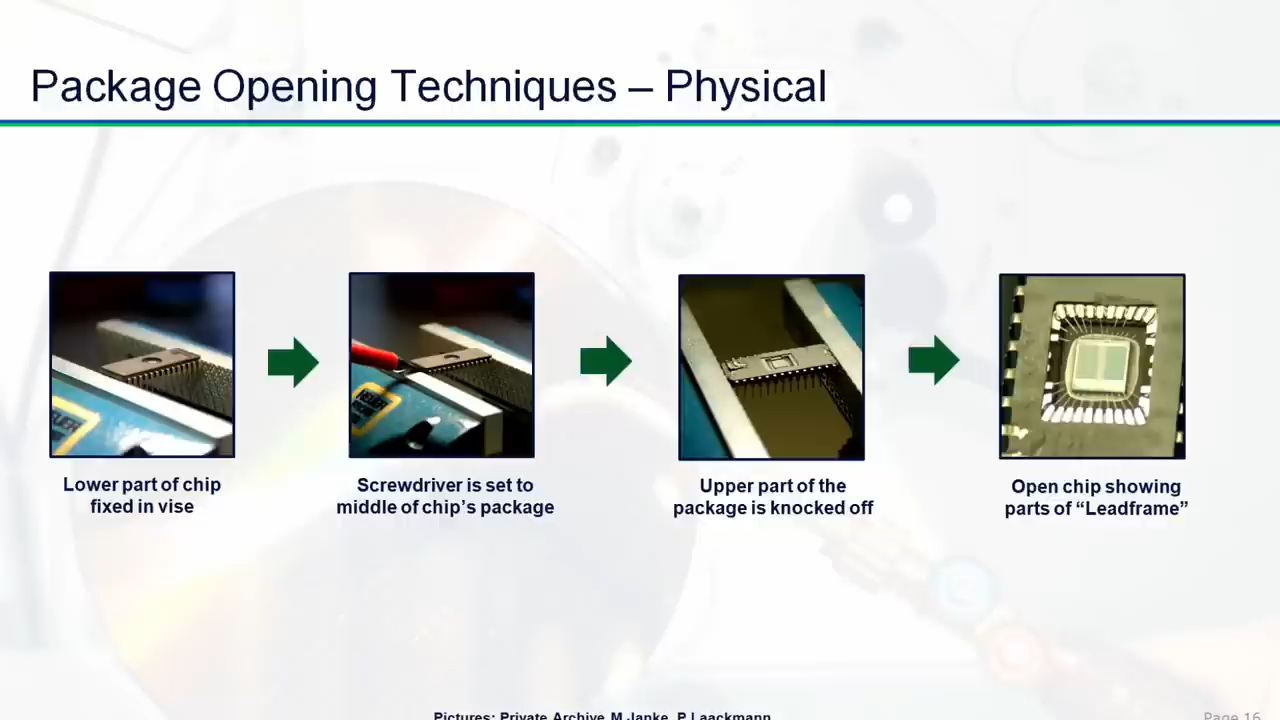 Package Opening Techniques – Physical
Lower part of chip
fixed in vise
Screwdriver is set to
middle of chip's package
Upper part of the
package is knocked off
Open chip showing
parts of “Leadframe”
Pictures: Private Archive, M.Janke, P.Laackmann
Page 16